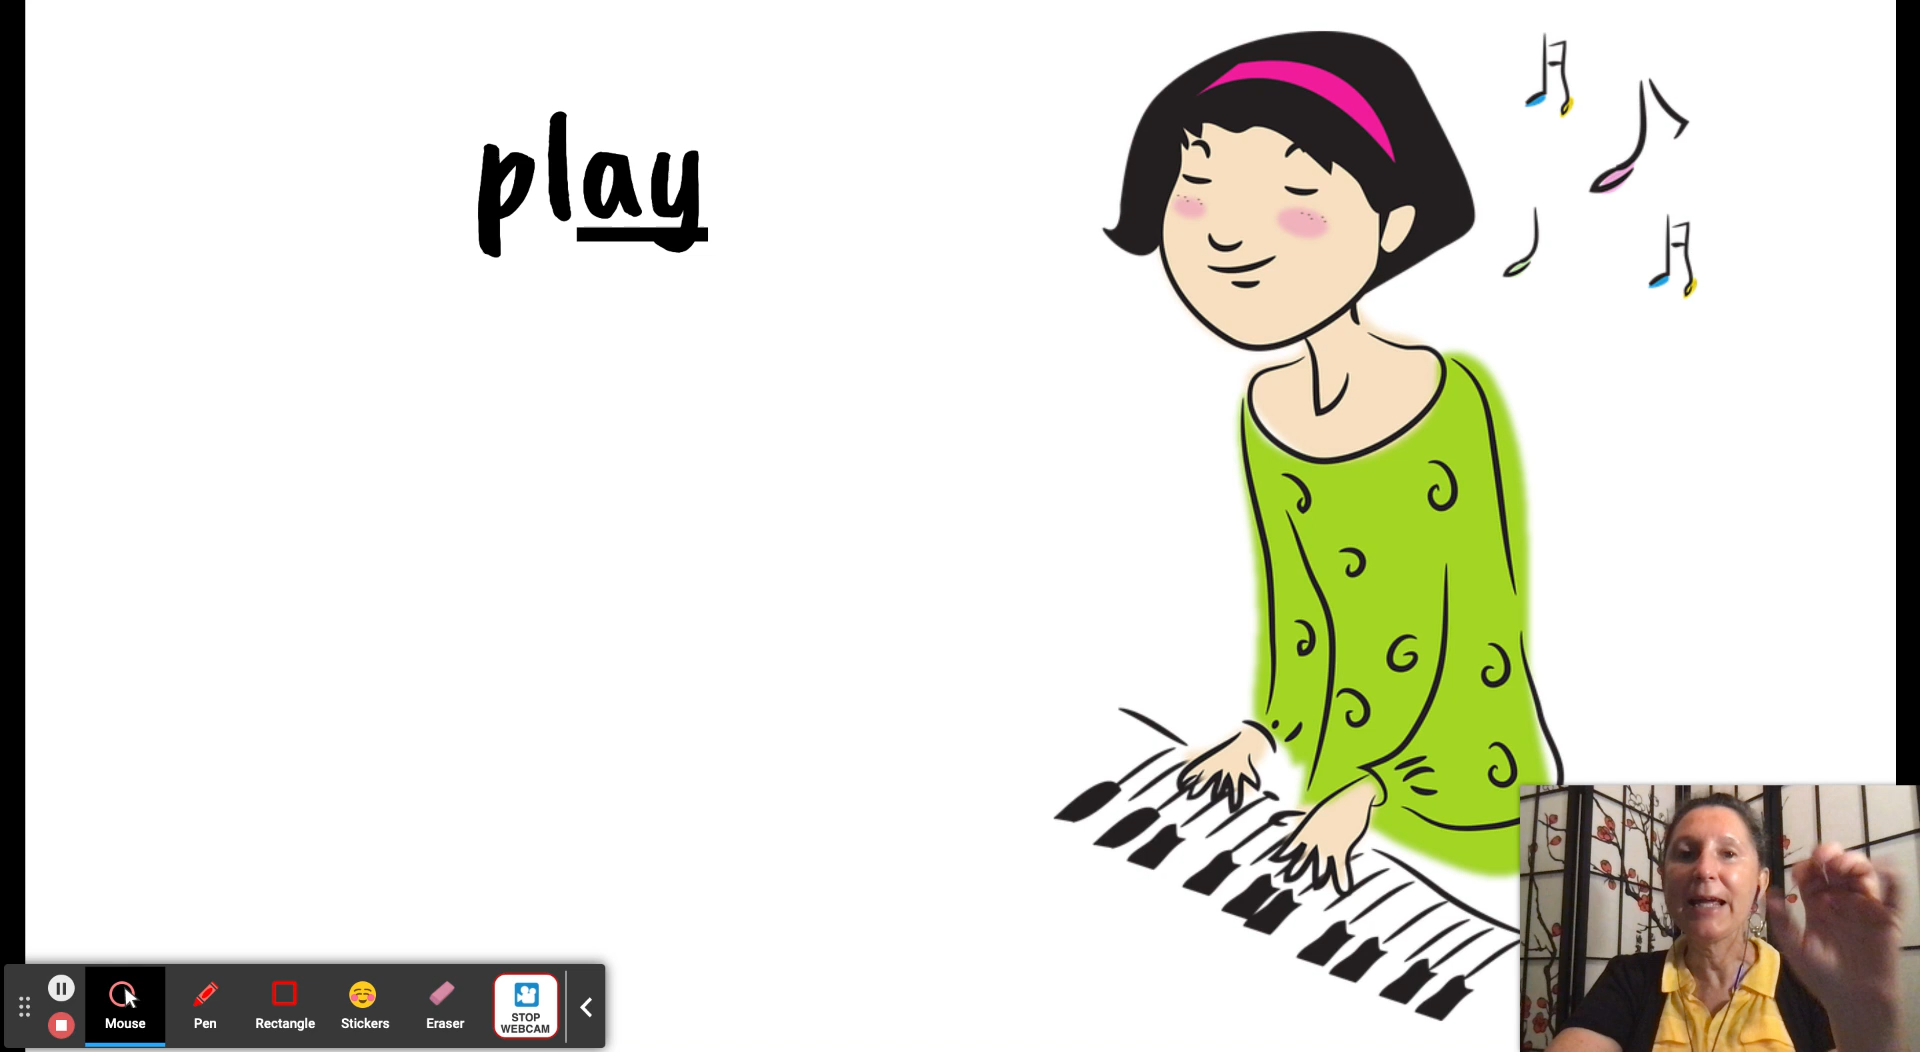 play
Mouse
Pen
Rectangle
Stickers
Eraser
STOP
WEBCAM